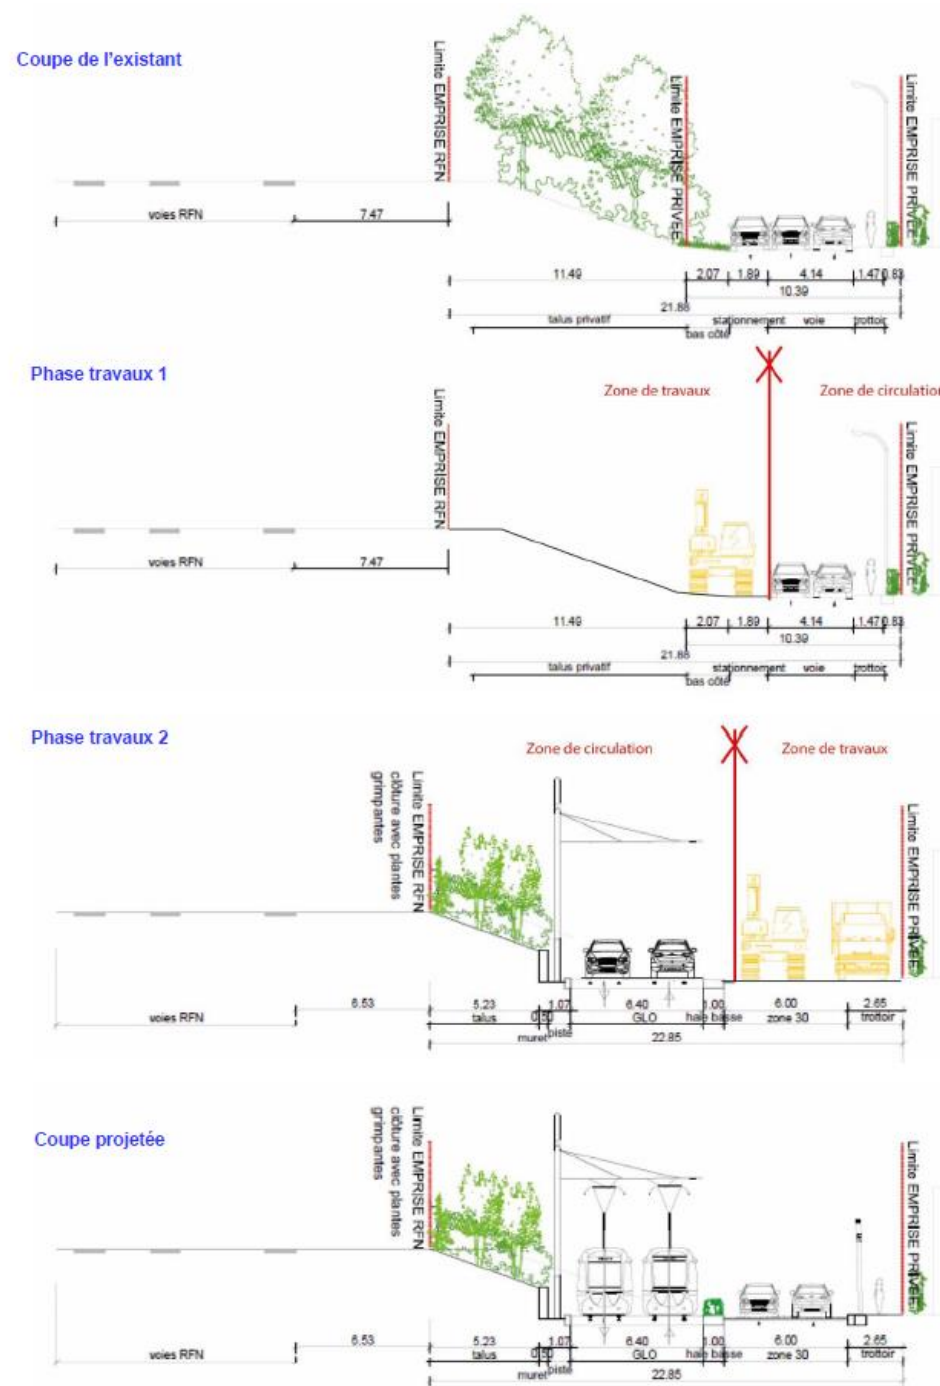 Coupe de l'existant
Limite EMPRISE RFN
Limite EMPRISE PRIVEE
Limite EMPRISE PRIVEE
voies RFN
7.47
11.49
2.07
1.89
4.14
1.47
0.83
10.39
21.88
talus privatif
stationnement
voie
trottoir
bas côté
Phase travaux 1
Zone de travaux
Zone de circulation
Limite EMPRISE RFN
Limite EMPRISE PRIVEE
voies RFN
7.47
11.49
2.07
1.89
4.14
1.47
0.83
10.39
21.88
talus privatif
stationnement
voie
trottoir
bas côté
Phase travaux 2
Zone de circulation
Zone de travaux
Limite EMPRISE RFN
clôture avec plantes
grimpantes
Limite EMPRISE PRIVEE
6.53
5.23
1.07
6.40
1.00
6.00
2.65
voies RFN
talus
0.50
piste
GLO
haie basse
zone 30
trottoir
muret
22.85
Coupe projetée
Limite EMPRISE RFN
clôture avec plantes
grimpantes
Limite EMPRISE PRIVEE
6.53
5.23
1.07
6.40
1.00
6.00
2.65
voies RFN
talus
0.50
piste
GLO
haie basse
zone 30
trottoir
muret
22.85